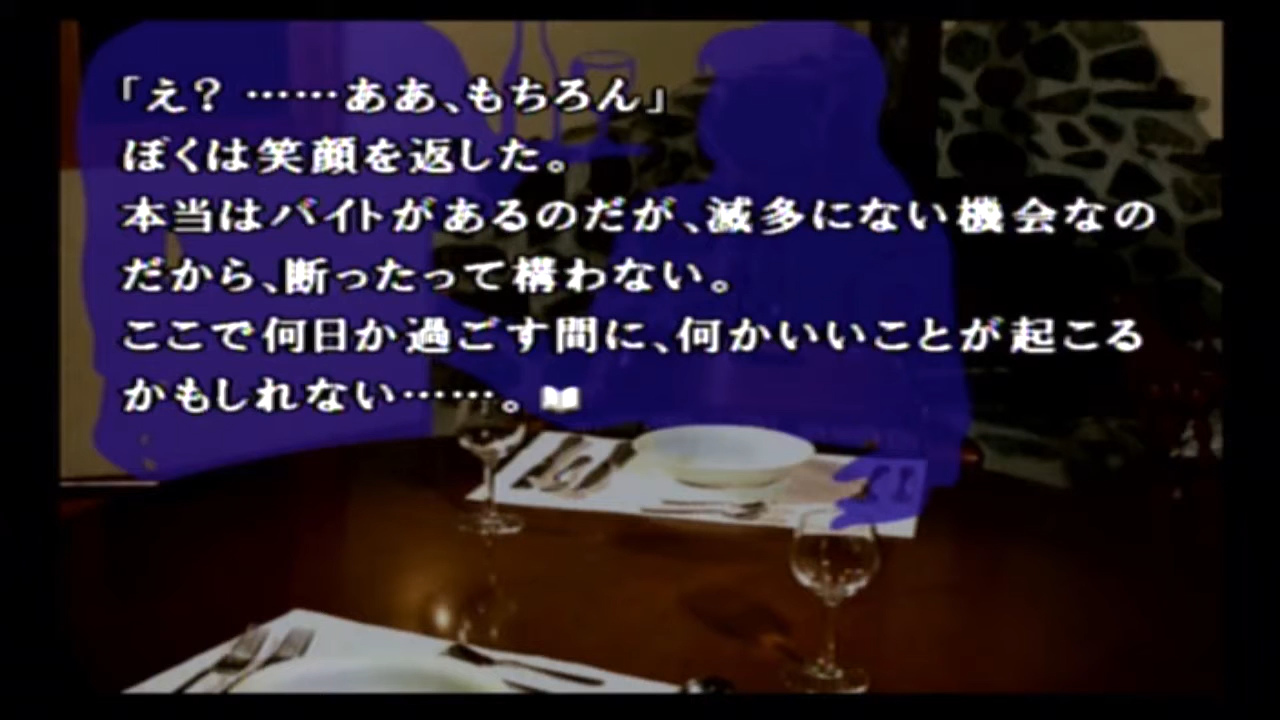 「え? ……ああ、もちろん」
ぼくは笑顔を返した。
本当はバイトがあるのだが、滅多にない機会なの
だから、断ったって構わない。
ここで何日か過ごす間に、何かいいことが起こる
かもしれない……。